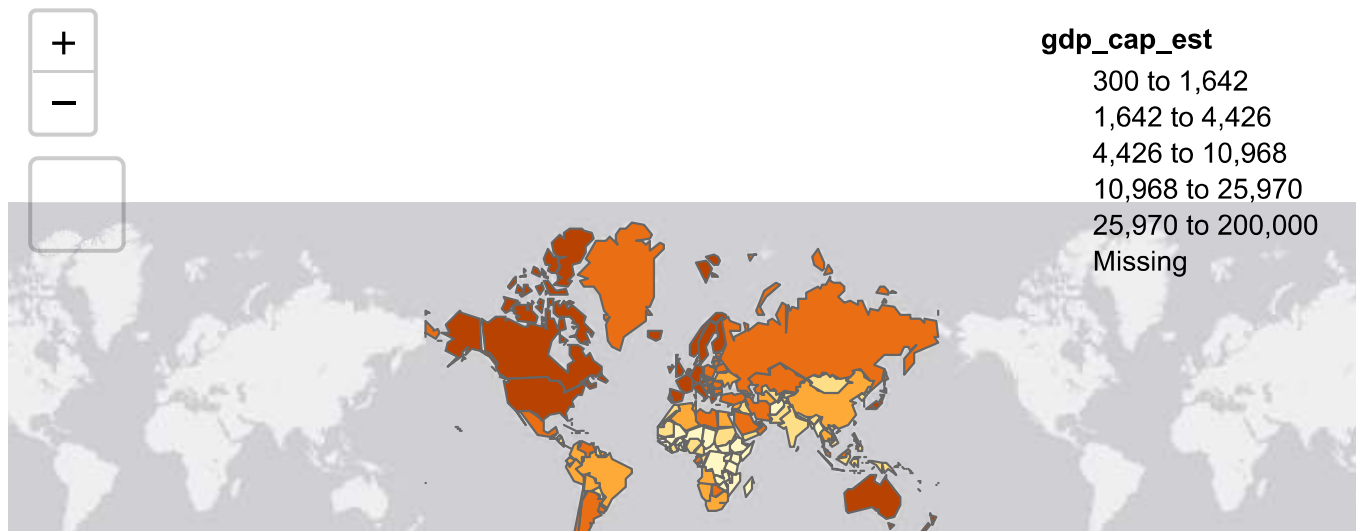 +
−
gdp_cap_est
300 to 1,642
1,642 to 4,426
4,426 to 10,968
10,968 to 25,970
25,970 to 200,000
Missing